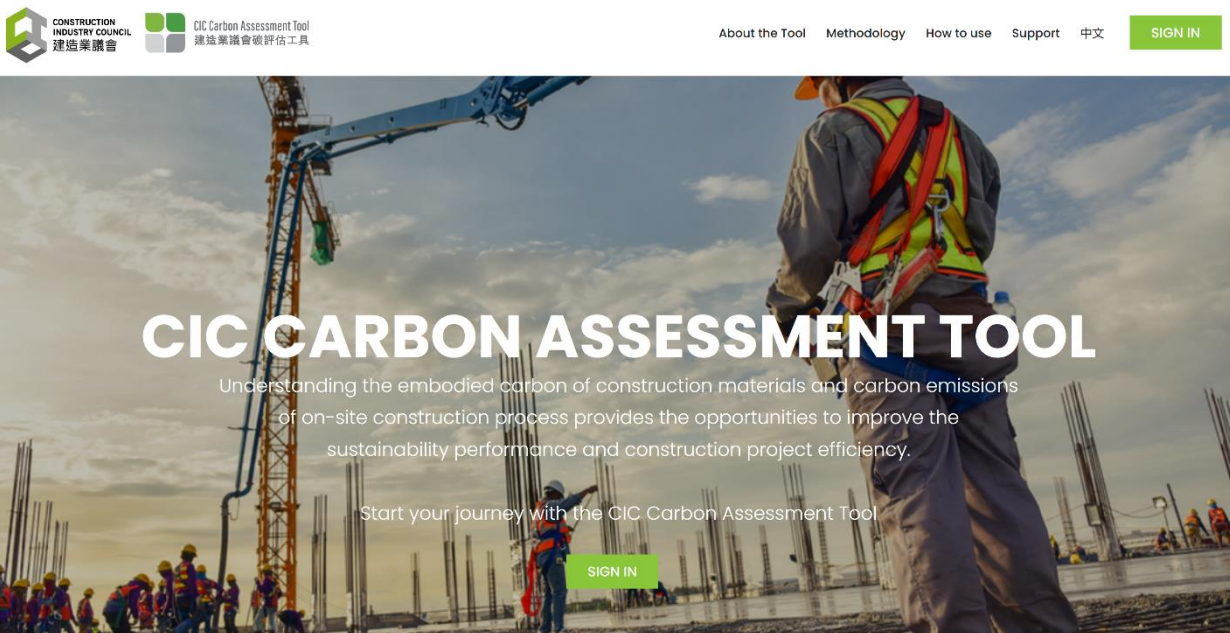 CONSTRUCTION
INDUSTRY COUNCIL
建造業議會
CIC Carbon Assessment Tool
建造業議會碳評估工具
About the Tool
Methodology
How to use
Support
中文
SIGN IN
CIC CARBON ASSESSMENT TOOL
Understanding the embodied carbon of construction materials and carbon emissions
of on-site construction process provides the opportunities to improve the
sustainability performance and construction project efficiency.
Start your journey with the CIC Carbon Assessment Tool
SIGN IN